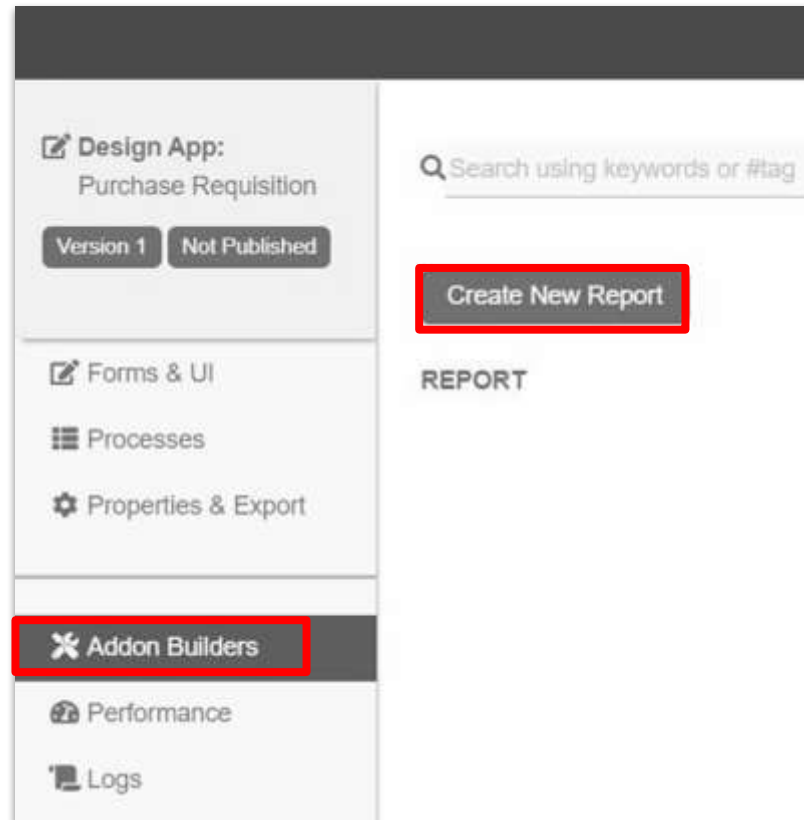 Design App:
Purchase Requisition
Version 1 Not Published
Forms & UI
Processes
Properties & Export
Addon Builders
Performance
Logs
Search using keywords or #tag
Create New Report
REPORT